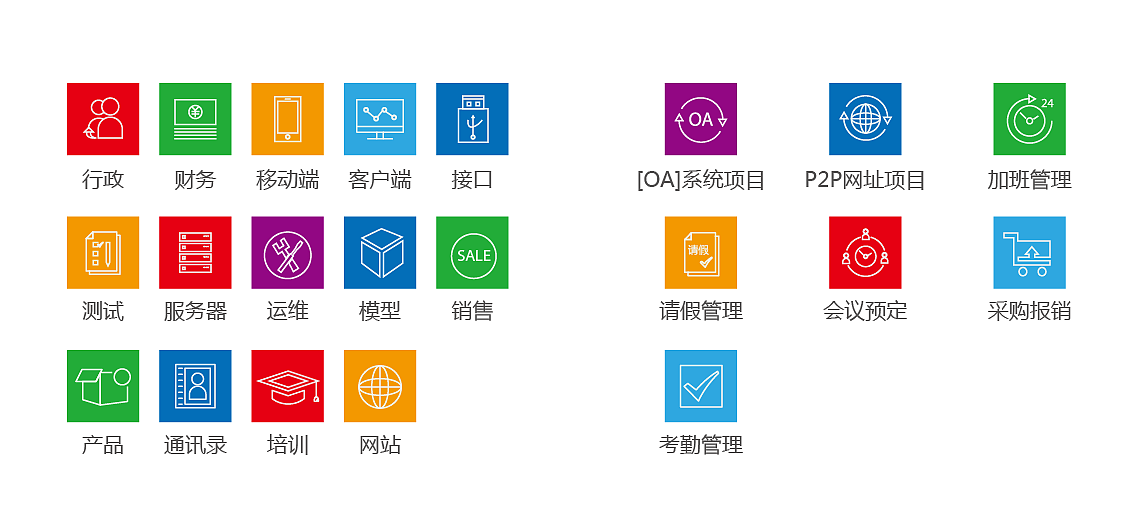 行政 财务 移动端 客户端 接口
OA 24
[OA]系统项目 P2P网址项目 加班管理
SALE
请假
测试 服务器 运维 模型 销售
请假管理 会议预定 采购报销
产品 通讯录 培训 网站
考勤管理